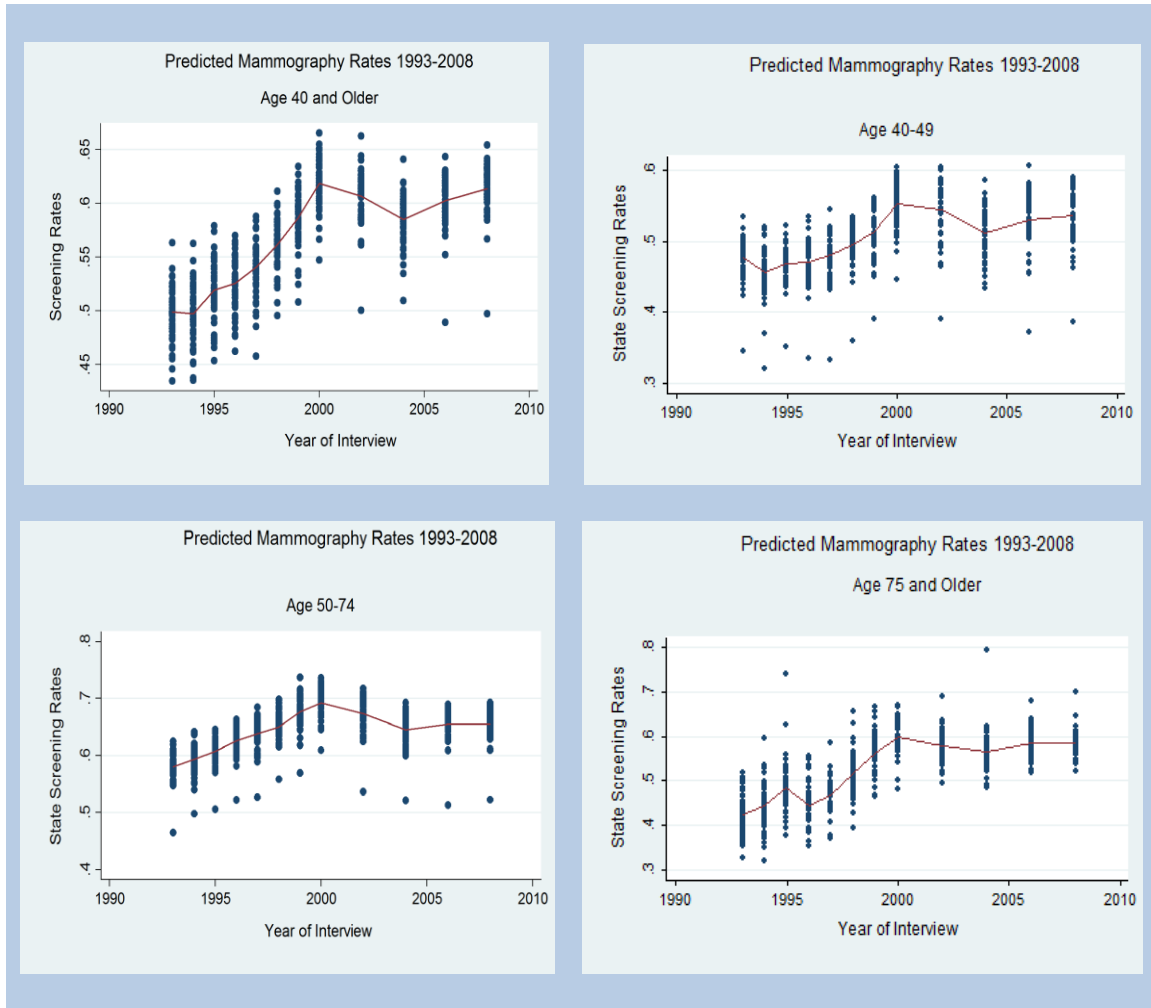 Predicted Mammography Rates 1993-2008
Age 40 and Older
Screening Rates
.65
.6
.55
.5
.45
1990 1995 2000 2005 2010
Year of Interview
Predicted Mammography Rates 1993-2008
Age 40-49
State Screening Rates
.6
.5
.4
.3
1990 1995 2000 2005 2010
Year of Interview
Predicted Mammography Rates 1993-2008
Age 50-74
State Screening Rates
.8
.7
.6
.5
.4
1990 1995 2000 2005 2010
Year of Interview
Predicted Mammography Rates 1993-2008
Age 75 and Older
State Screening Rates
.8
.7
.6
.5
.4
.3
1990 1995 2000 2005 2010
Year of Interview